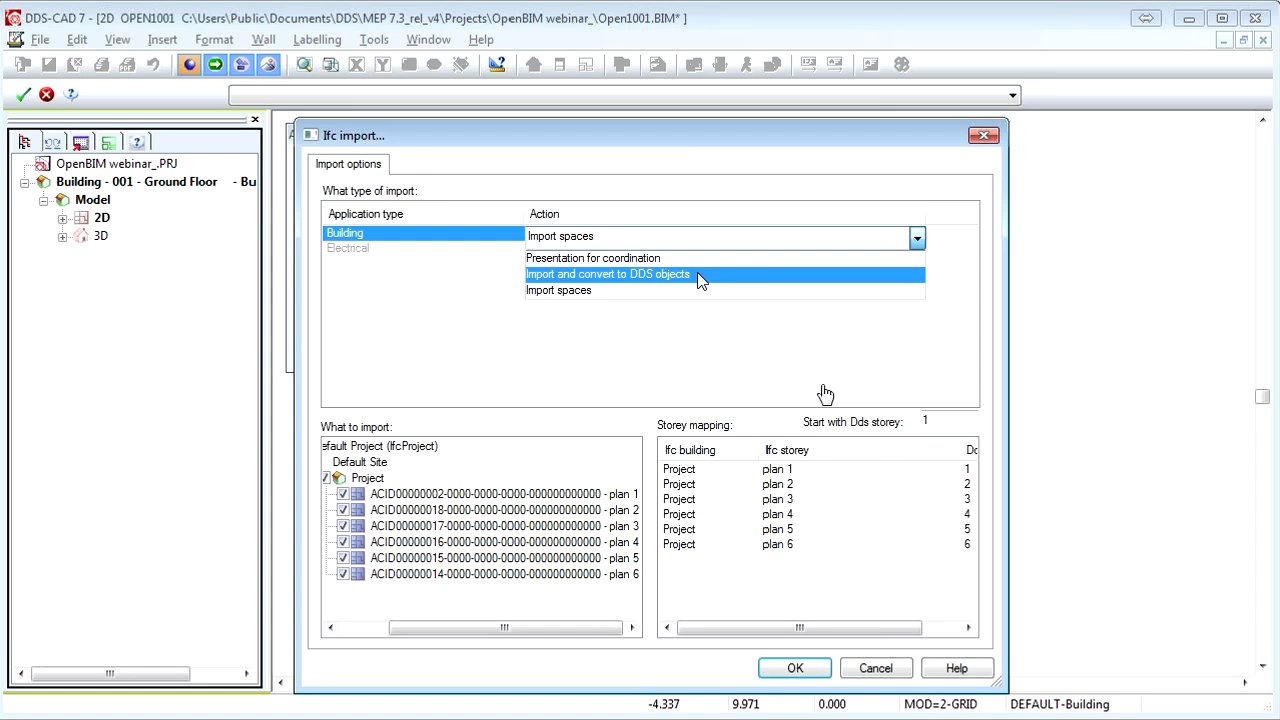 DDS-CAD 7 - [2D OPEN1001 C:\Users\Public\Documents\DDS\MEP 7.3_rel_v4\Projects\OpenBIM webinar_\Open1001.BIM* ]
File Edit View Insert Format Wall Labelling Tools Window Help
OpenBIM webinar_.PRJ
Building - 001 - Ground Floor - Bu
Model
2D
3D
Ifc import...
Import options
What type of import:
Application type Action
Building Import spaces
Electrical
Presentation for coordination
Import and convert to DDS objects
Import spaces
What to import:
efault Project (IfcProject)
Default Site
Project
ACID00000002-0000-0000-0000-000000000000 - plan 1
ACID00000018-0000-0000-0000-000000000000 - plan 2
ACID00000017-0000-0000-0000-000000000000 - plan 3
ACID00000016-0000-0000-0000-000000000000 - plan 4
ACID00000015-0000-0000-0000-000000000000 - plan 5
ACID00000014-0000-0000-0000-000000000000 - plan 6
Storey mapping: Start with Dds storey: 1
Ifc building Ifc storey
Project plan 1 1
Project plan 2 2
Project plan 3 3
Project plan 4 4
Project plan 5 5
Project plan 6 6
OK Cancel Help
-4.337 9.971 0.000 MOD=2-GRID DEFAULT-Building